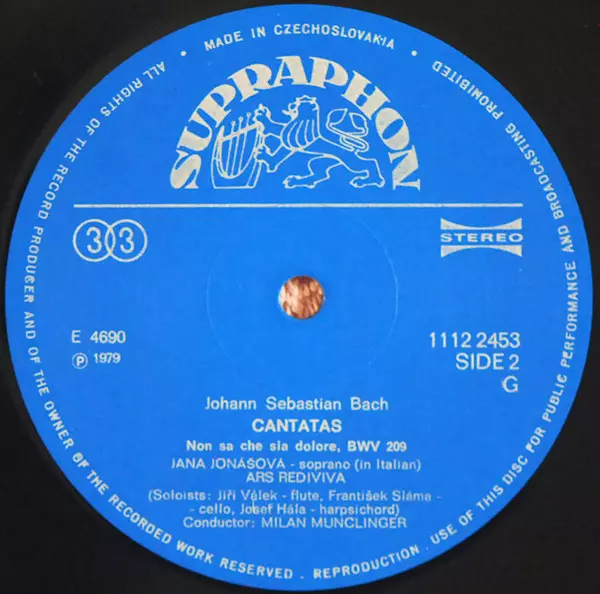 ALL RIGHTS OF THE RECORD PRODUCER AND OF THE OWNER OF THE RECORDED WORK RESERVED . REPRODUCTION . USE OF THIS DISC FOR PUBLIC PERFORMANCE AND BROADCASTING PROHIBITED
• MADE IN CZECHOSLOVAKIA •
SUPRAPHON
33
STEREO
E 4690
℗ 1979
1112 2453
SIDE 2
G
Johann Sebastian Bach
CANTATAS
Non sa che sia dolore, BWV 209
JANA JONÁSOVÁ - soprano (in Italian)
ARS REDIVIVA
(Soloists: Jiří Válek - flute, František Sláma -
- cello, Josef Hála - harpsichord)
Conductor: MILAN MUNCLINGER